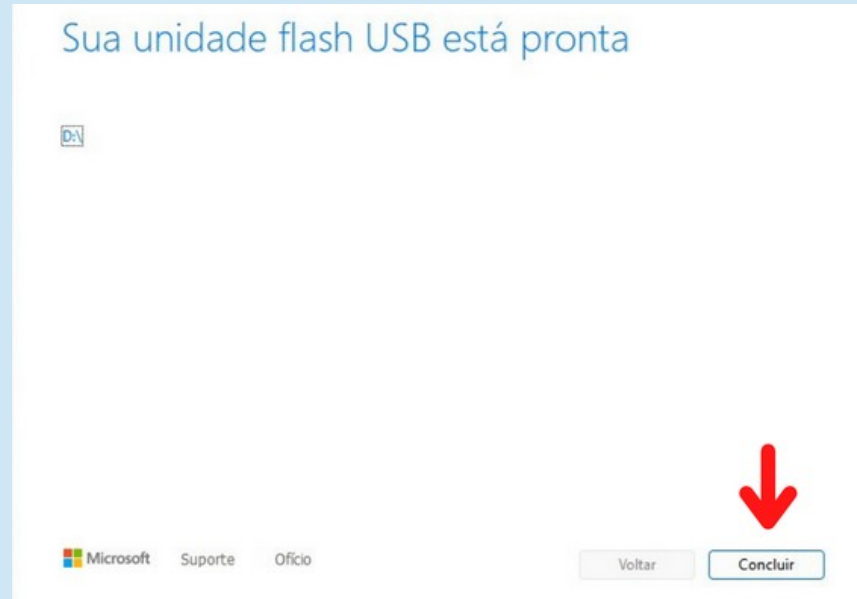 Sua unidade flash USB está pronta
D:\
Microsoft Suporte Ofício
Voltar Concluir